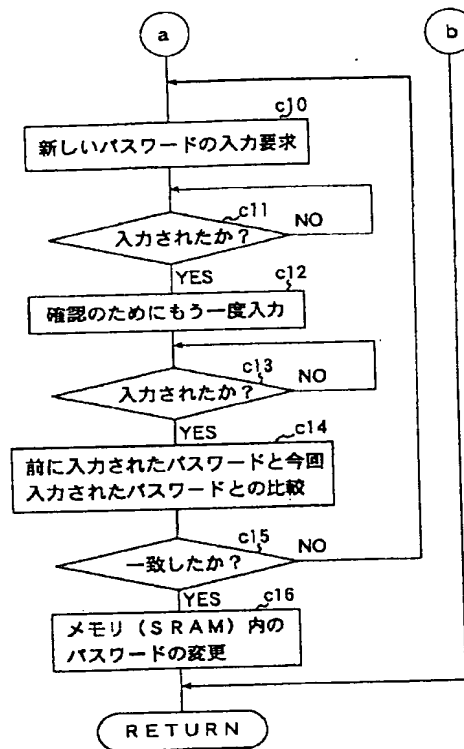 a
b
c10
新しいパスワードの入力要求
c11
入力されたか?
NO
YES
c12
確認のためにもう一度入力
c13
入力されたか?
NO
YES
c14
前に入力されたパスワードと今回
入力されたパスワードとの比較
c15
一致したか?
NO
YES
c16
メモリ(SRAM)内の
パスワードの変更
RETURN